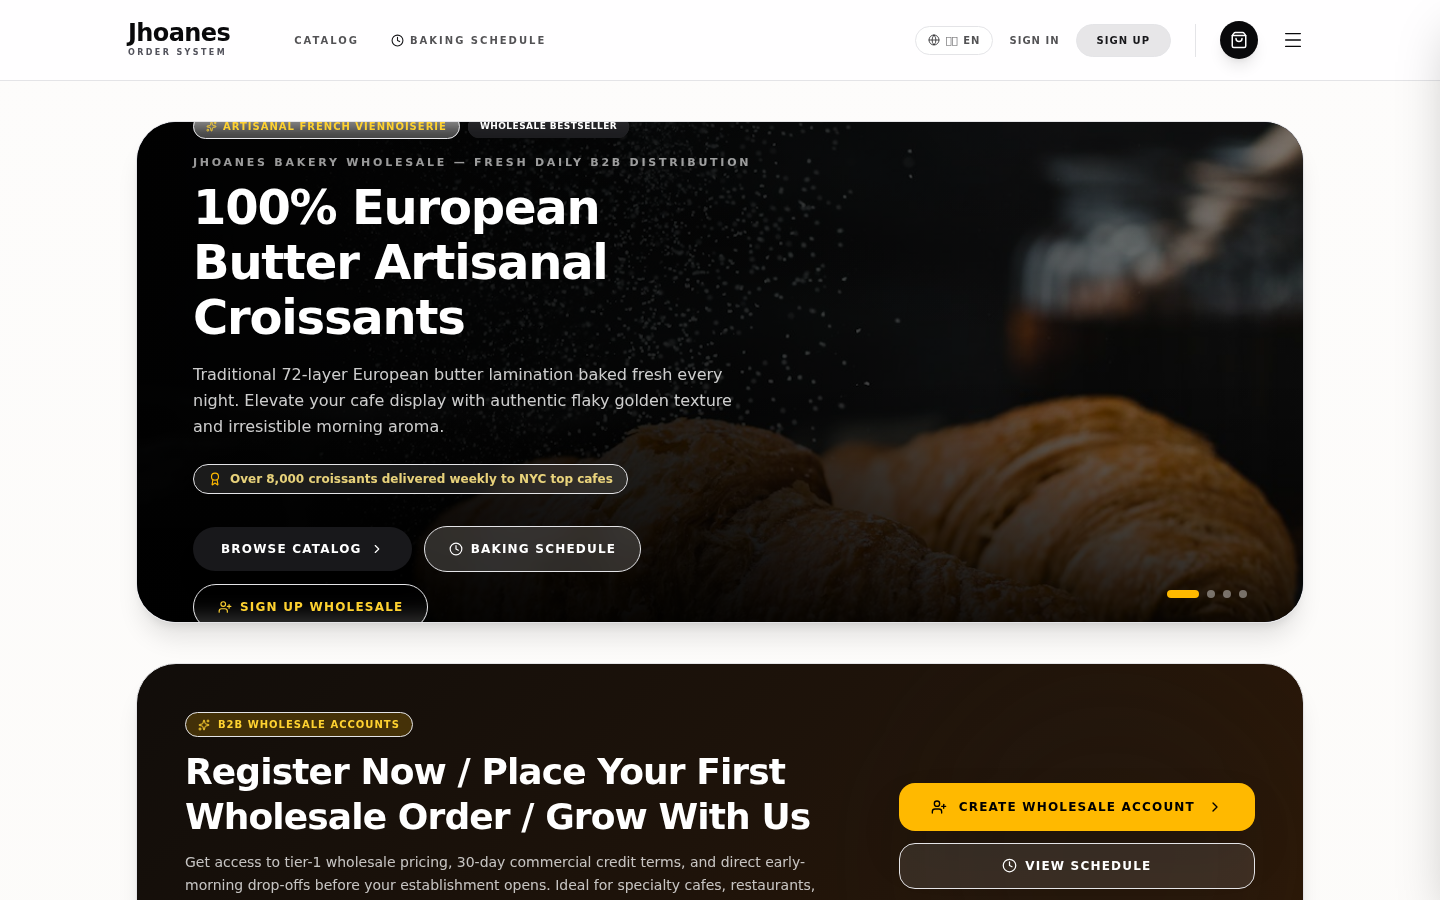 Jhoanes
ORDER SYSTEM
CATALOG
BAKING SCHEDULE
EN
SIGN IN
SIGN UP
ARTISANAL FRENCH VIENNOISERIE
WHOLESALE BESTSELLER
JHOANES BAKERY WHOLESALE — FRESH DAILY B2B DISTRIBUTION
100% European
Butter Artisanal
Croissants
Traditional 72-layer European butter lamination baked fresh every
night. Elevate your cafe display with authentic flaky golden texture
and irresistible morning aroma.
Over 8,000 croissants delivered weekly to NYC top cafes
BROWSE CATALOG
BAKING SCHEDULE
SIGN UP WHOLESALE
B2B WHOLESALE ACCOUNTS
Register Now / Place Your First
Wholesale Order / Grow With Us
Get access to tier-1 wholesale pricing, 30-day commercial credit terms, and direct early-
morning drop-offs before your establishment opens. Ideal for specialty cafes, restaurants,
CREATE WHOLESALE ACCOUNT
VIEW SCHEDULE